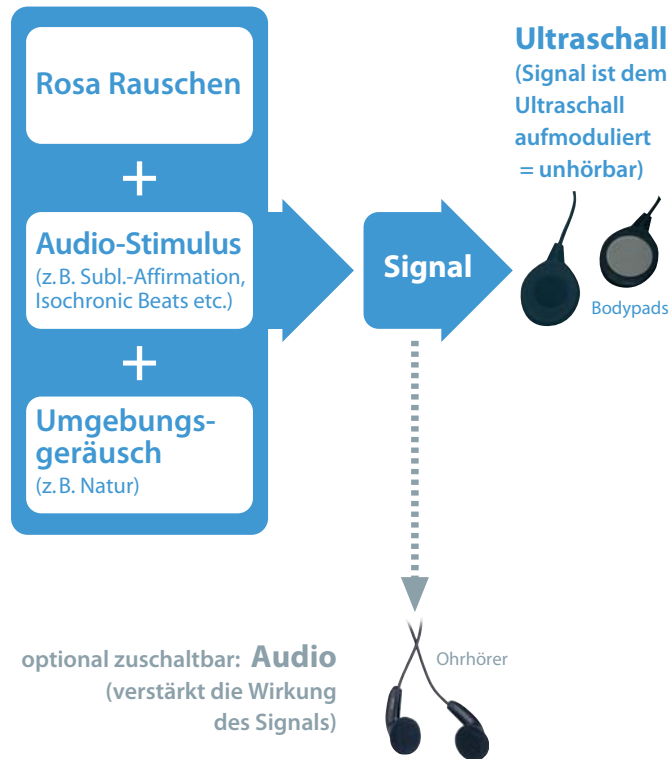 Rosa Rauschen
+
Audio-Stimulus
(z. B. Subl.-Affirmation,
Isochronic Beats etc.)
+
Umgebungs-
geräusch
(z. B. Natur)
Signal
Ultraschall
(Signal ist dem
Ultraschall
aufmoduliert
= unhörbar)
Bodypads
optional zuschaltbar: Audio
(verstärkt die Wirkung
des Signals)
Ohrhörer